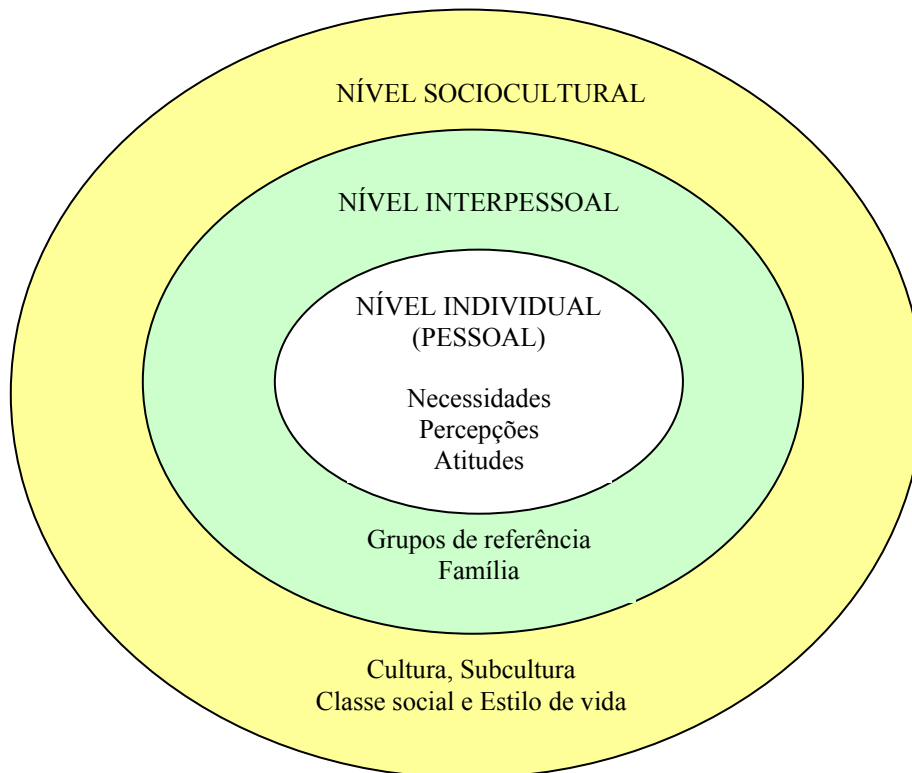 NÍVEL SOCIOCULTURAL
NÍVEL INTERPESSOAL
NÍVEL INDIVIDUAL
(PESSOAL)
Necessidades
Percepções
Atitudes
Grupos de referência
Família
Cultura, Subcultura
Classe social e Estilo de vida